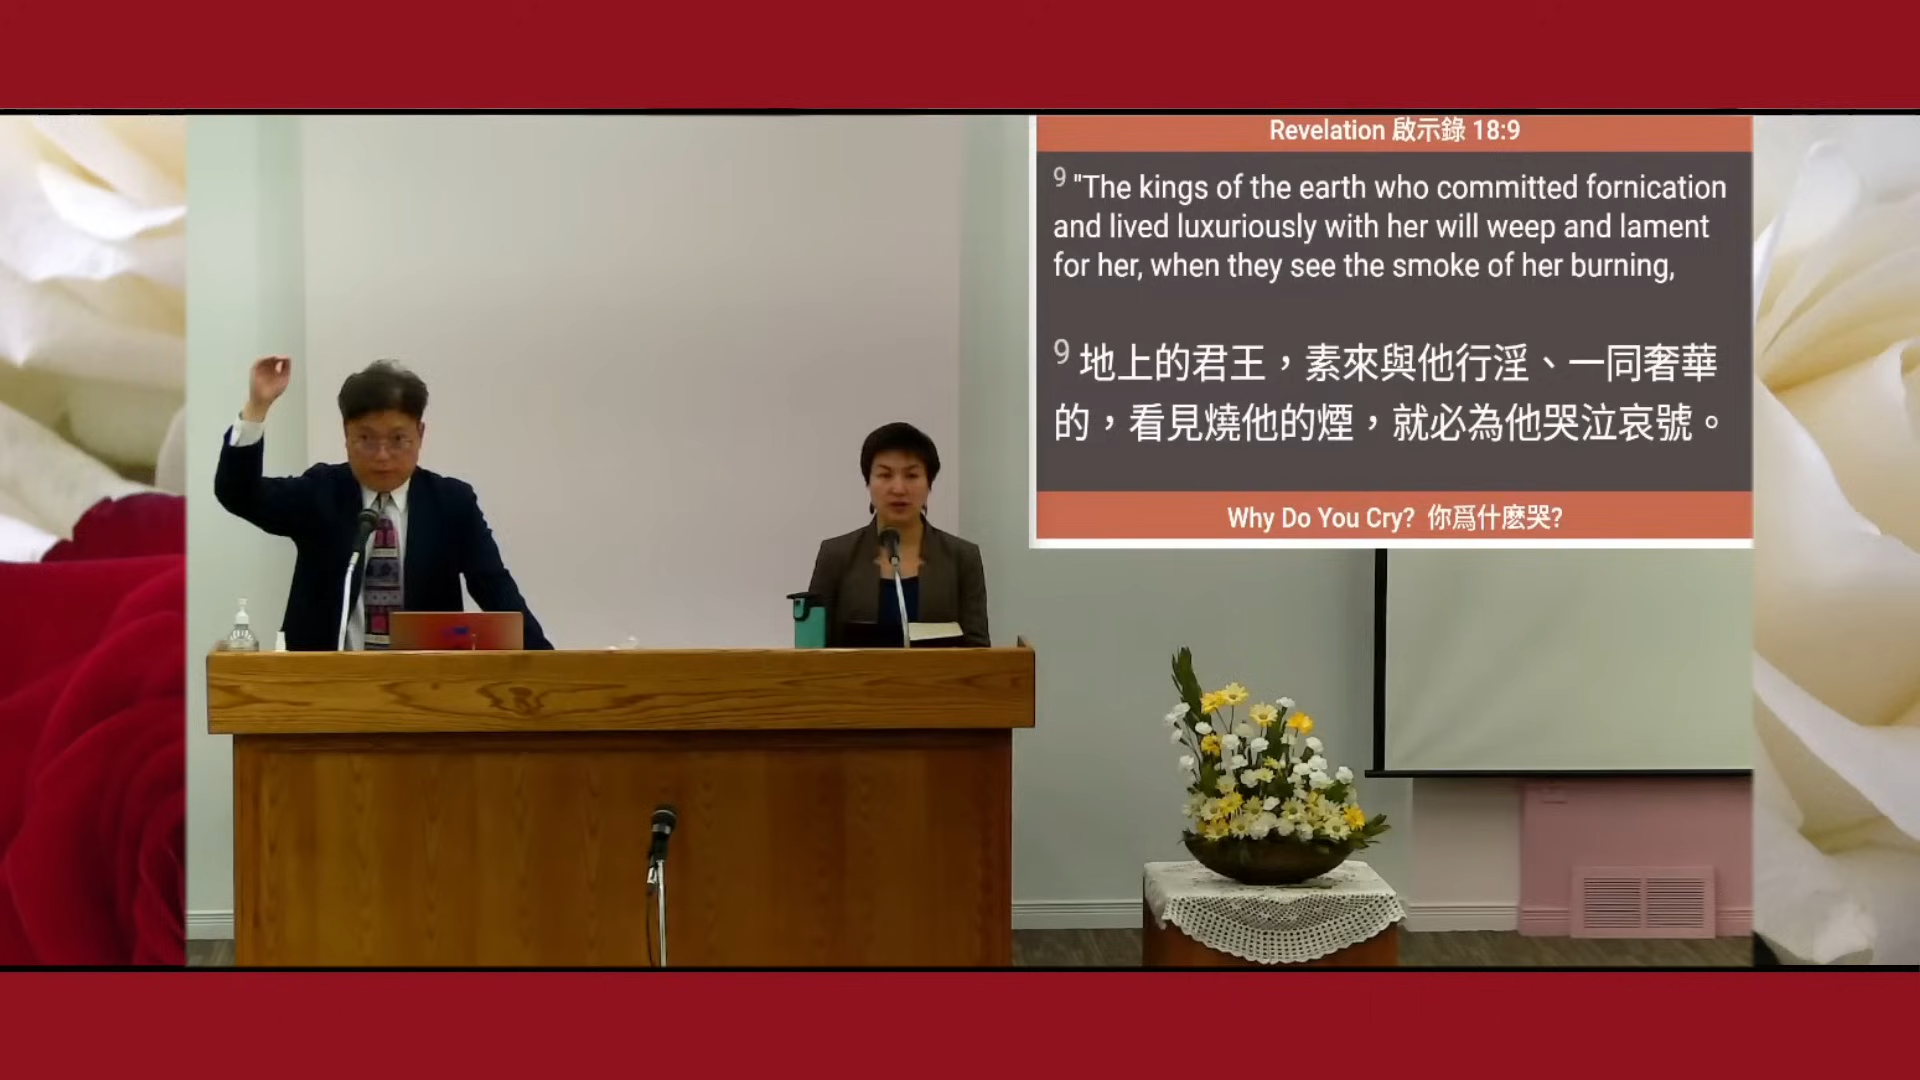 Revelation 啟示錄 18:9
9 "The kings of the earth who committed fornication
and lived luxuriously with her will weep and lament
for her, when they see the smoke of her burning,
9 地上的君王，素來與他行淫、一同奢華
的，看見燒他的煙，就必為他哭泣哀號。
Why Do You Cry? 你爲什麽哭?